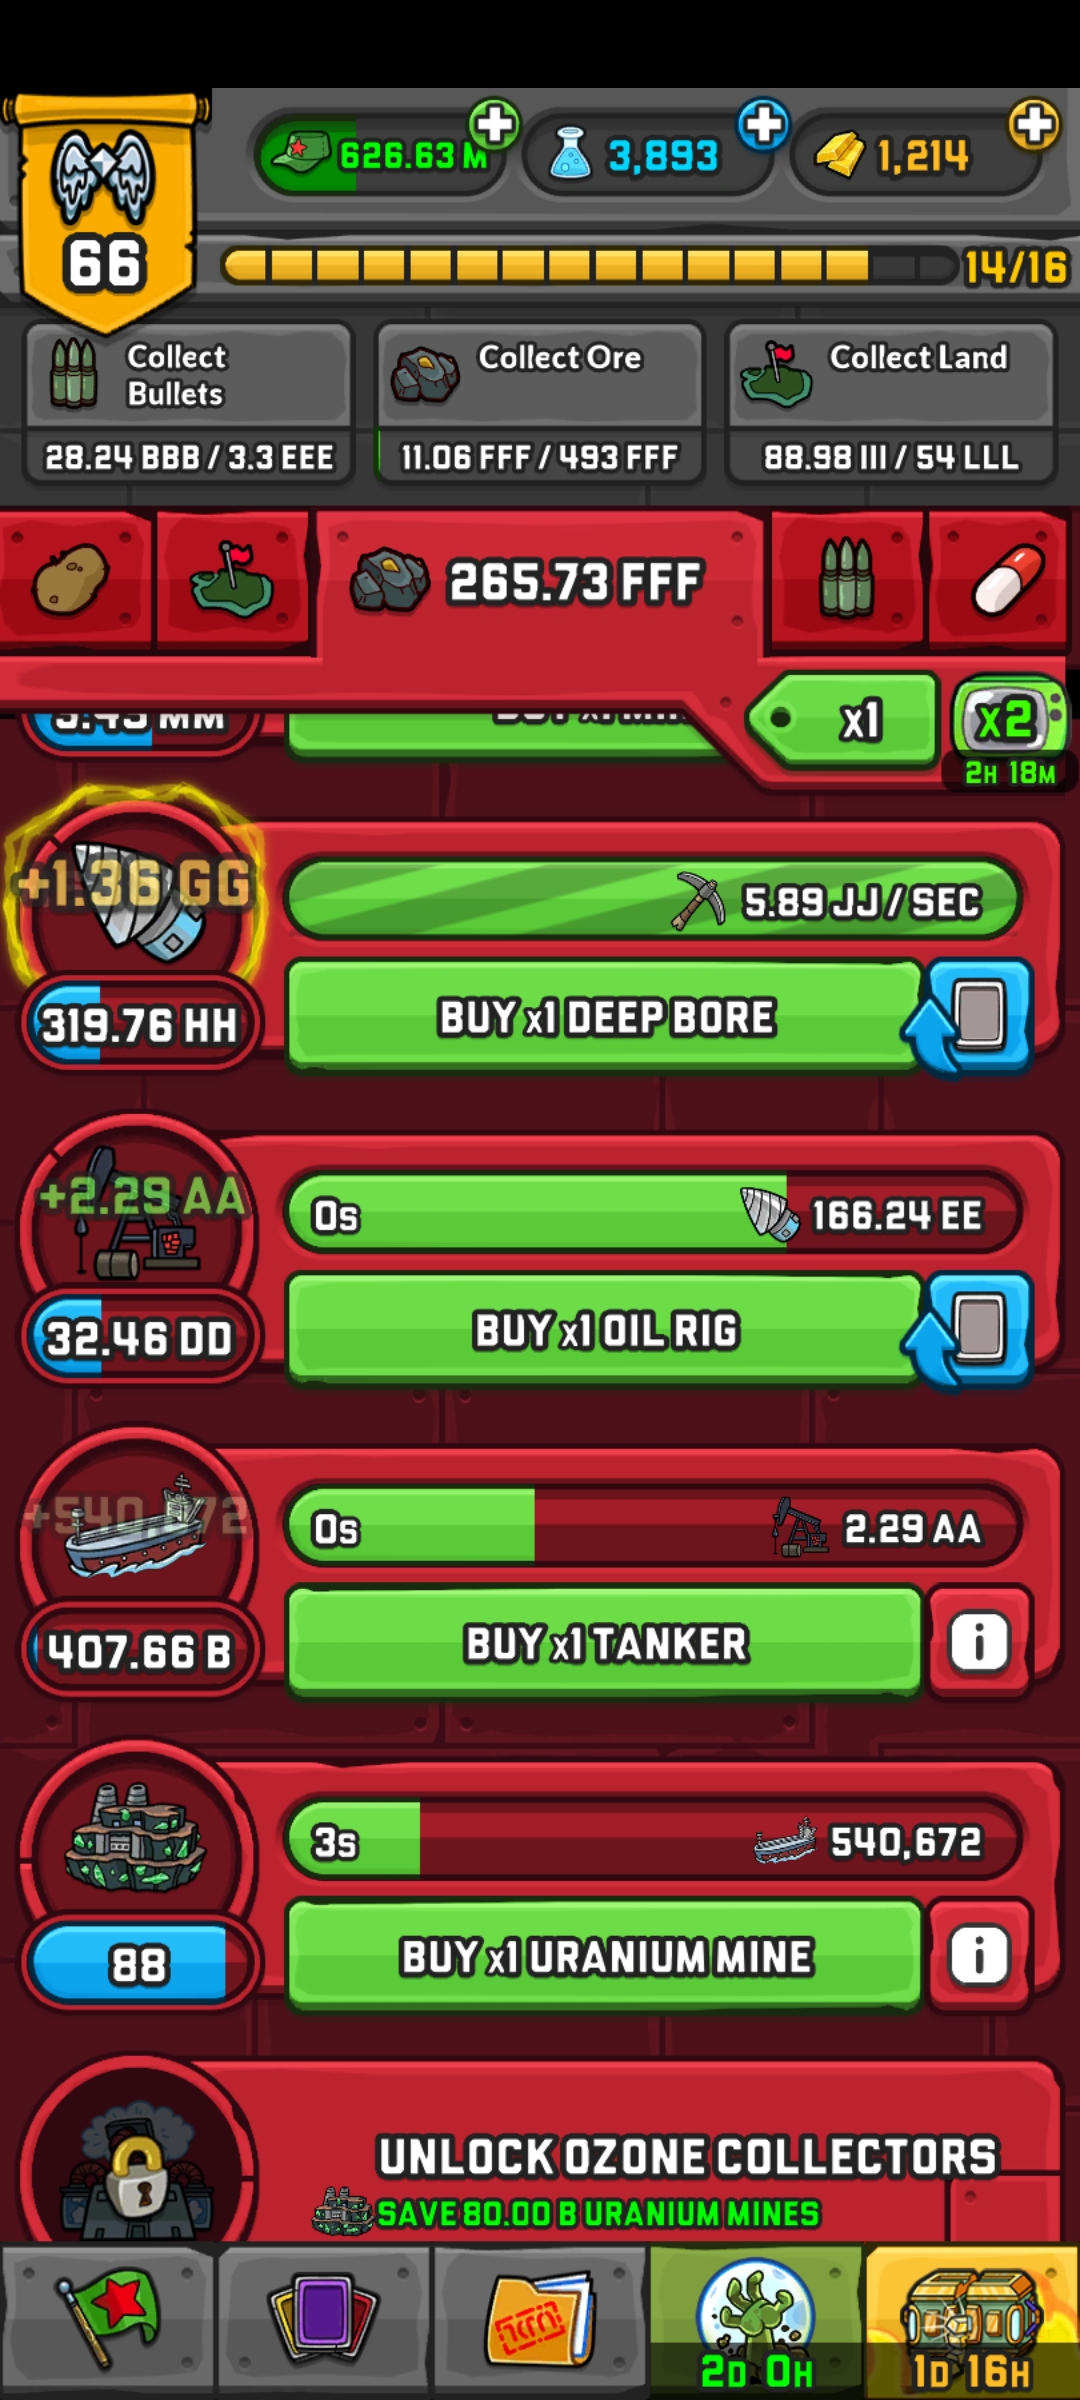 626.63 M
3,893
1,214
66
14/16
Collect
Bullets
28.24 BBB / 3.3 EEE
Collect Ore
11.06 FFF / 493 FFF
Collect Land
88.98 III / 54 LLL
265.73 FFF
x1
x2
2H 18M
+1.36 GG
5.89 JJ / SEC
319.76 HH
BUY x1 DEEP BORE
+2.29 AA
0s
166.24 EE
32.46 DD
BUY x1 OIL RIG
+540,672
0s
2.29 AA
407.66 B
BUY x1 TANKER
i
3s
540,672
88
BUY x1 URANIUM MINE
i
UNLOCK OZONE COLLECTORS
SAVE 80.00 B URANIUM MINES
2D 0H
1D 16H